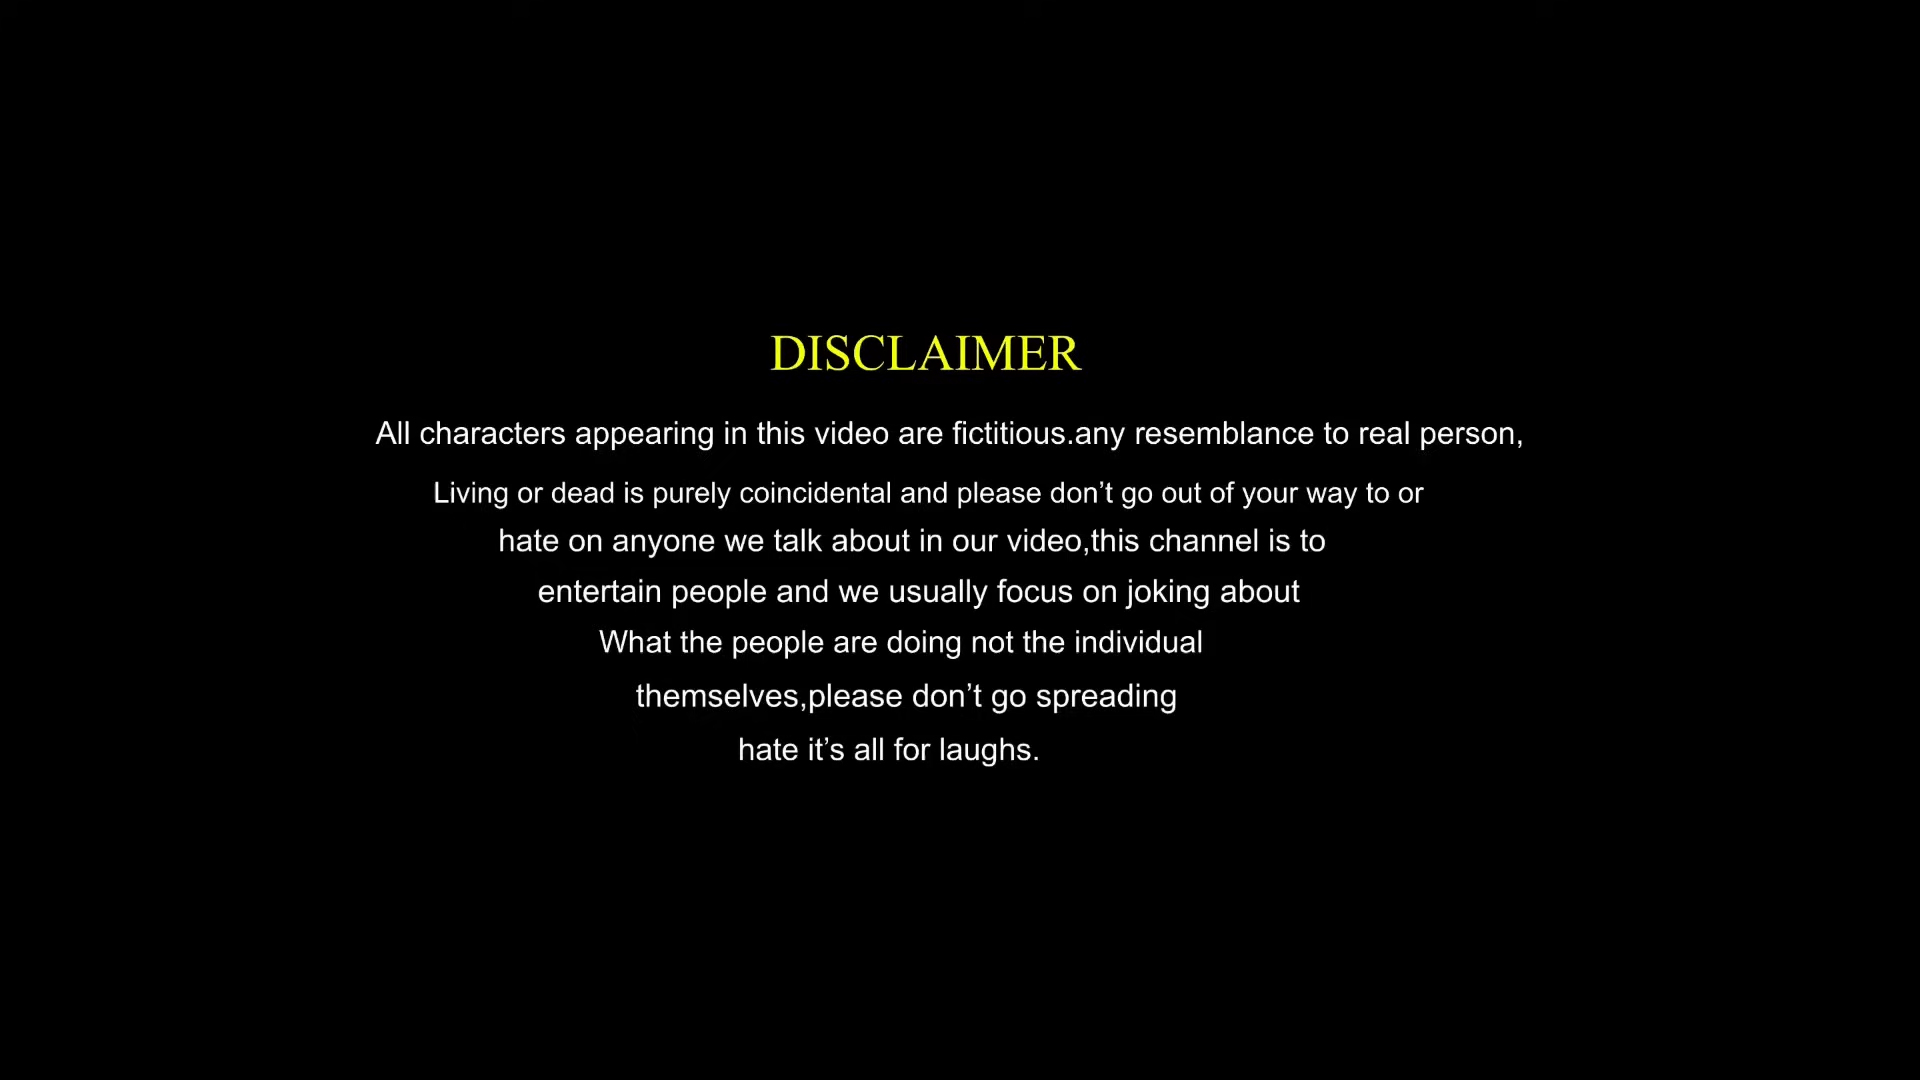 DISCLAIMER
All characters appearing in this video are fictitious.any resemblance to real person,
Living or dead is purely coincidental and please don’t go out of your way to or
hate on anyone we talk about in our video,this channel is to
entertain people and we usually focus on joking about
What the people are doing not the individual
themselves,please don’t go spreading
hate it’s all for laughs.